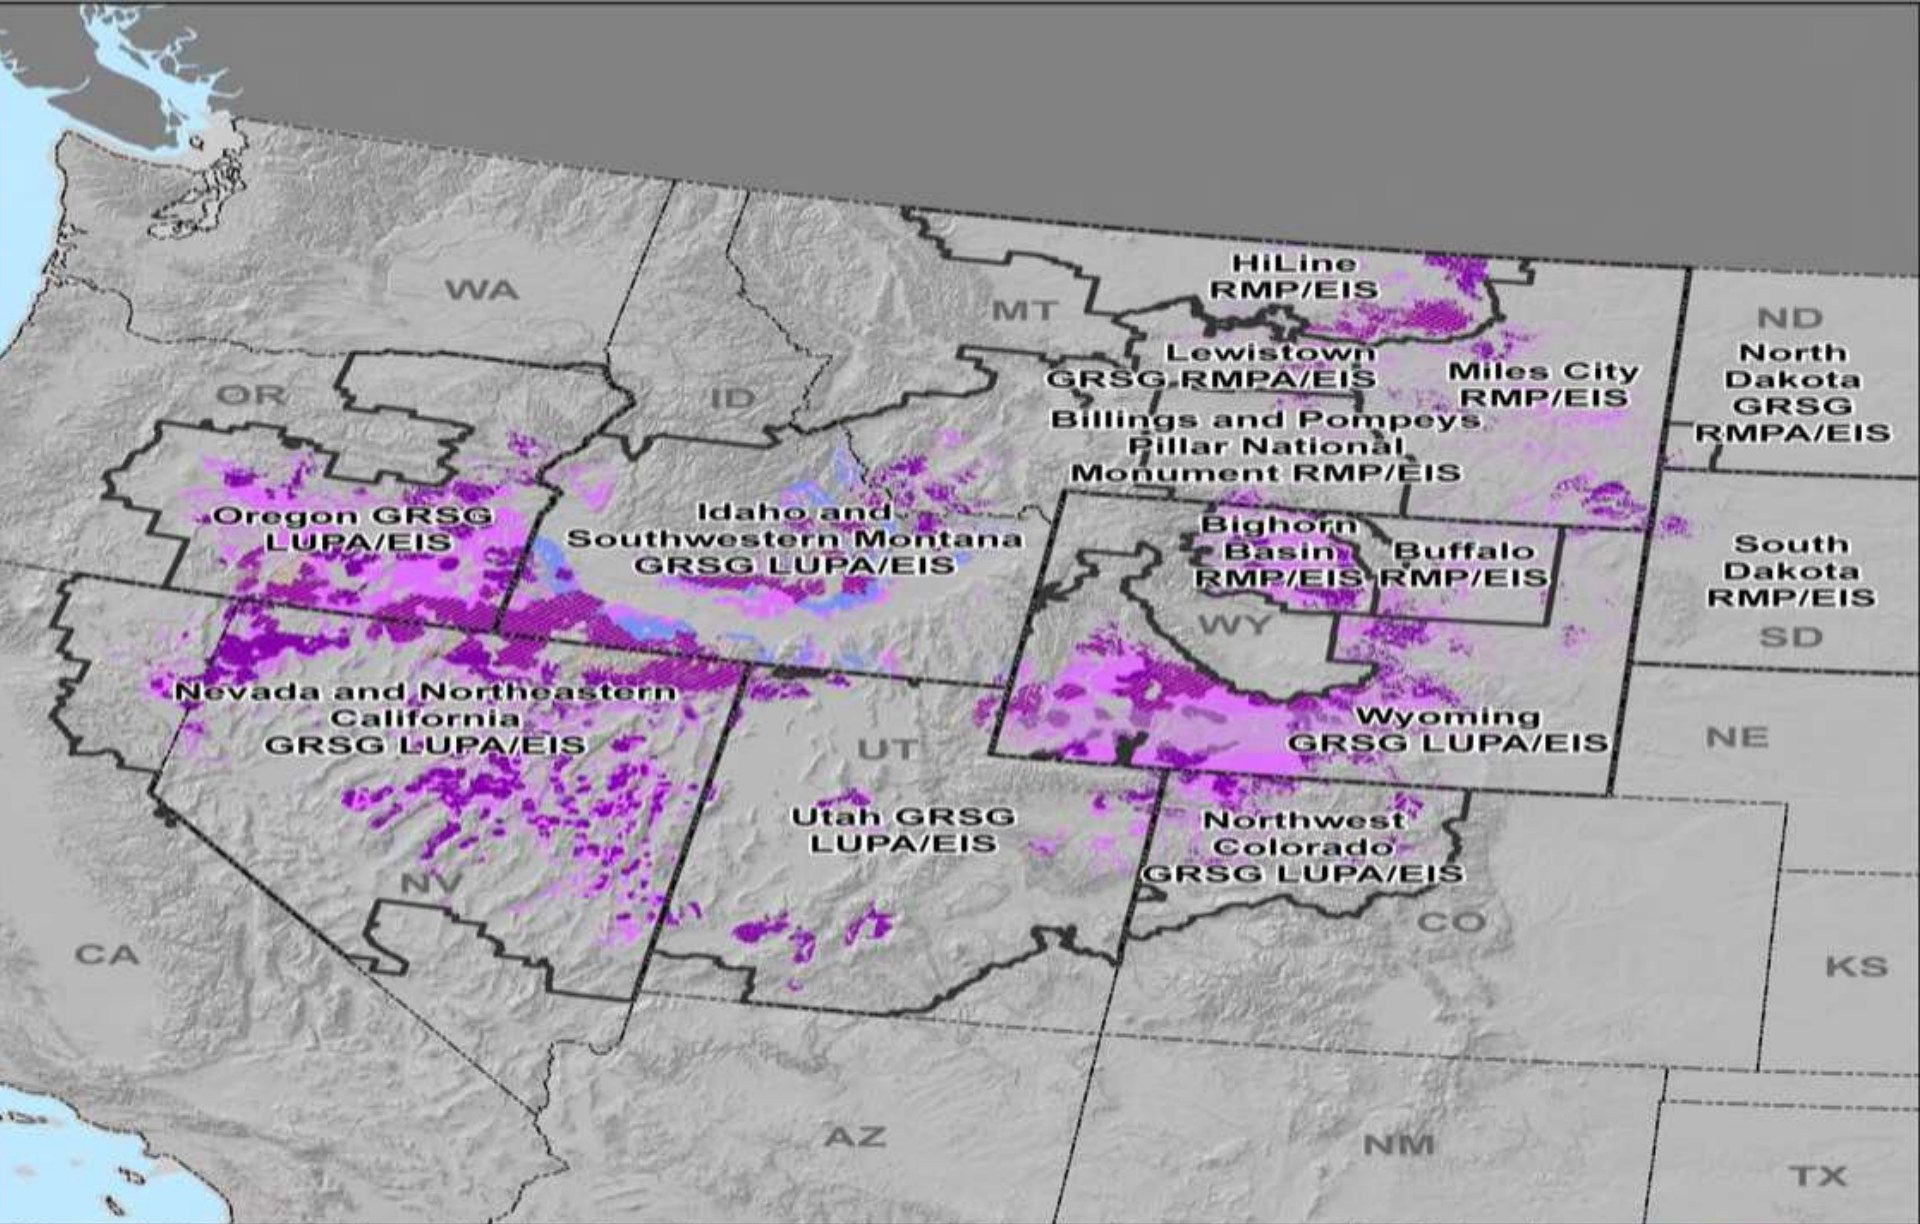 HiLine
RMP/EIS
WA
MT
ND
North
Dakota
GRSG
RMPA/EIS
Lewistown
GRSG RMPA/EIS
Miles City
RMP/EIS
OR
ID
Billings and Pompeys
Pillar National
Monument RMP/EIS
Oregon GRSG
LUPA/EIS
Idaho and
Southwestern Montana
GRSG LUPA/EIS
Bighorn
Basin
RMP/EIS
Buffalo
RMP/EIS
South
Dakota
RMP/EIS
SD
WY
Nevada and Northeastern
California
GRSG LUPA/EIS
UT
Wyoming
GRSG LUPA/EIS
NE
Utah GRSG
LUPA/EIS
Northwest
Colorado
GRSG LUPA/EIS
NV
CO
CA
KS
AZ
NM
TX